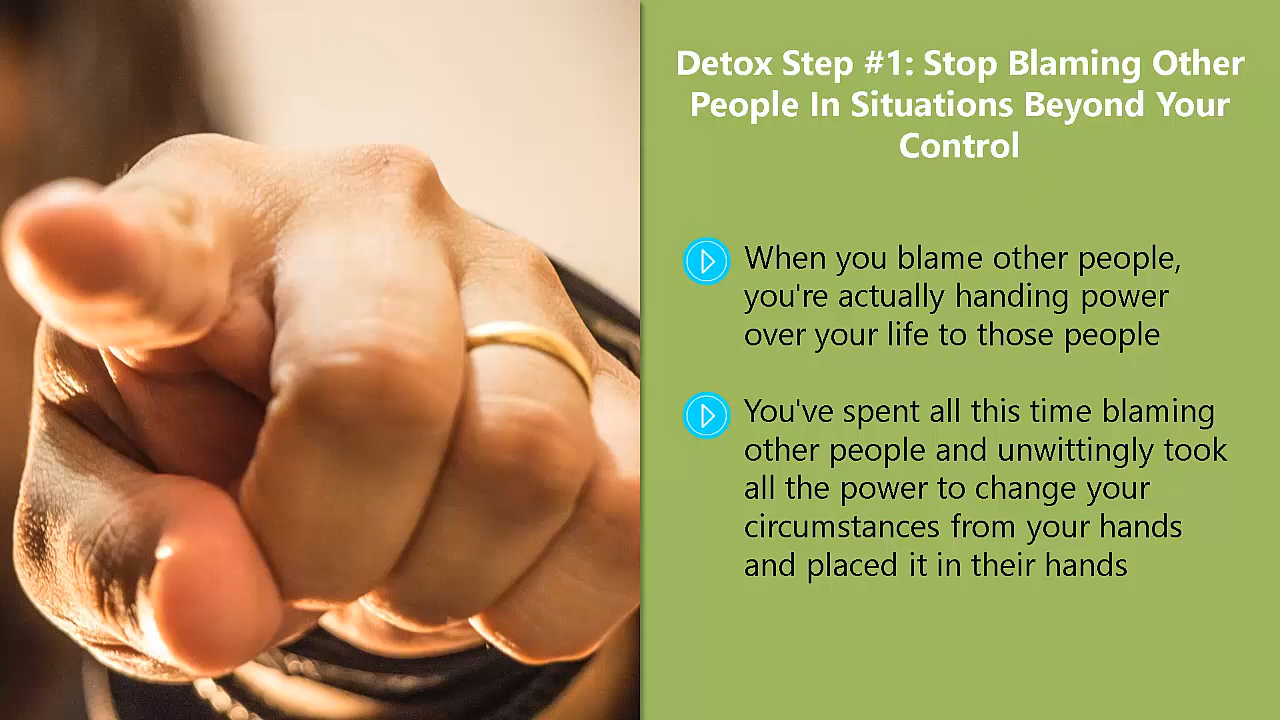 Detox Step #1: Stop Blaming Other
People In Situations Beyond Your
Control
When you blame other people,
you're actually handing power
over your life to those people
You've spent all this time blaming
other people and unwittingly took
all the power to change your
circumstances from your hands
and placed it in their hands